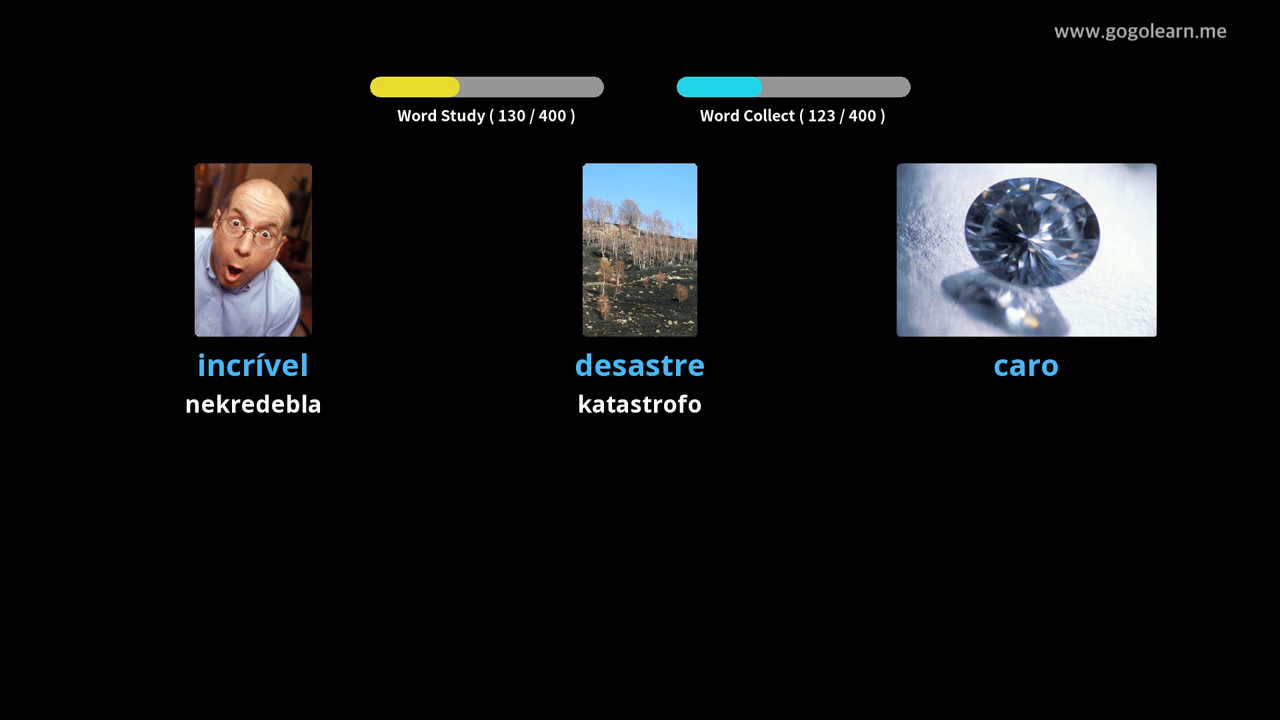 www.gogolearn.me
Word Study ( 130 / 400 )
Word Collect ( 123 / 400 )
incrível
desastre
caro
nekredebla
katastrofo